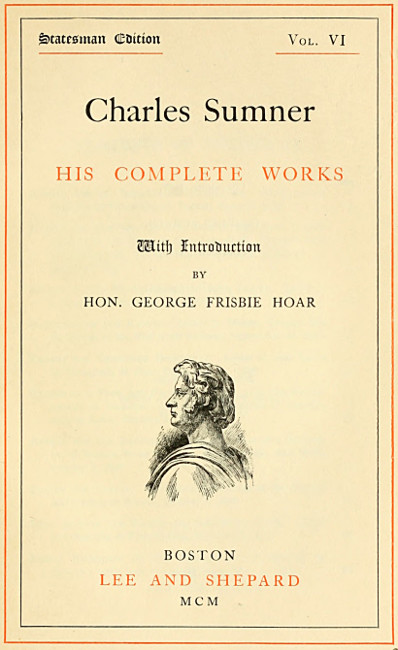 Statesman Edition
VOL. VI
Charles Sumner
HIS COMPLETE WORKS
With Introduction
BY
HON. GEORGE FRISBIE HOAR
BOSTON
LEE AND SHEPARD
MCM